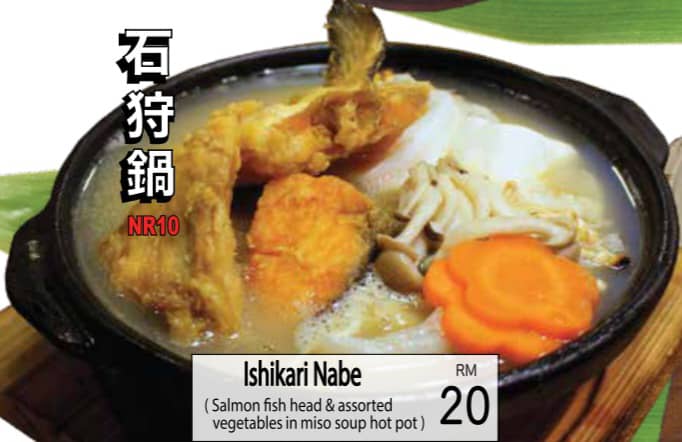 石狩鍋
NR10
Ishikari Nabe
( Salmon fish head & assorted
vegetables in miso soup hot pot )
RM
20